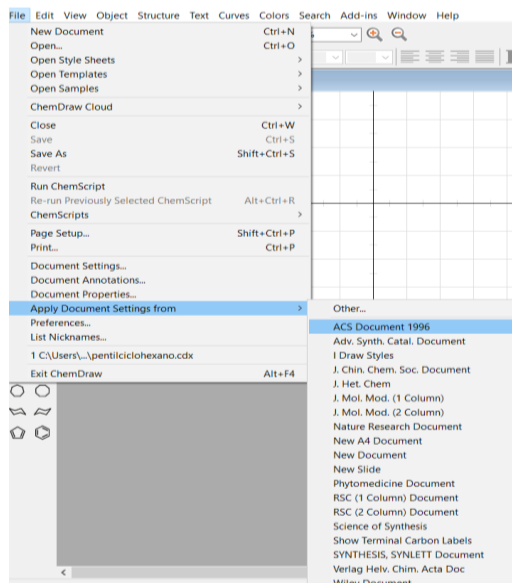 File Edit View Object Structure Text Curves Colors Search Add-ins Window Help
New Document Ctrl+N
Open... Ctrl+O
Open Style Sheets
Open Templates
Open Samples
ChemDraw Cloud
Close Ctrl+W
Save Ctrl+S
Save As Shift+Ctrl+S
Revert
Run ChemScript
Re-run Previously Selected ChemScript Alt+Ctrl+R
ChemScripts
Page Setup... Shift+Ctrl+P
Print... Ctrl+P
Document Settings...
Document Annotations...
Document Properties...
Apply Document Settings from
Preferences...
List Nicknames...
1 C:\Users\...\pentilciclohexano.cdx
Exit ChemDraw Alt+F4
Other...
ACS Document 1996
Adv. Synth. Catal. Document
I Draw Styles
J. Chin. Chem. Soc. Document
J. Het. Chem
J. Mol. Mod. (1 Column)
J. Mol. Mod. (2 Column)
Nature Research Document
New A4 Document
New Document
New Slide
Phytomedicine Document
RSC (1 Column) Document
RSC (2 Column) Document
Science of Synthesis
Show Terminal Carbon Labels
SYNTHESIS, SYNLETT Document
Verlag Helv. Chim. Acta Doc
Wiley Document